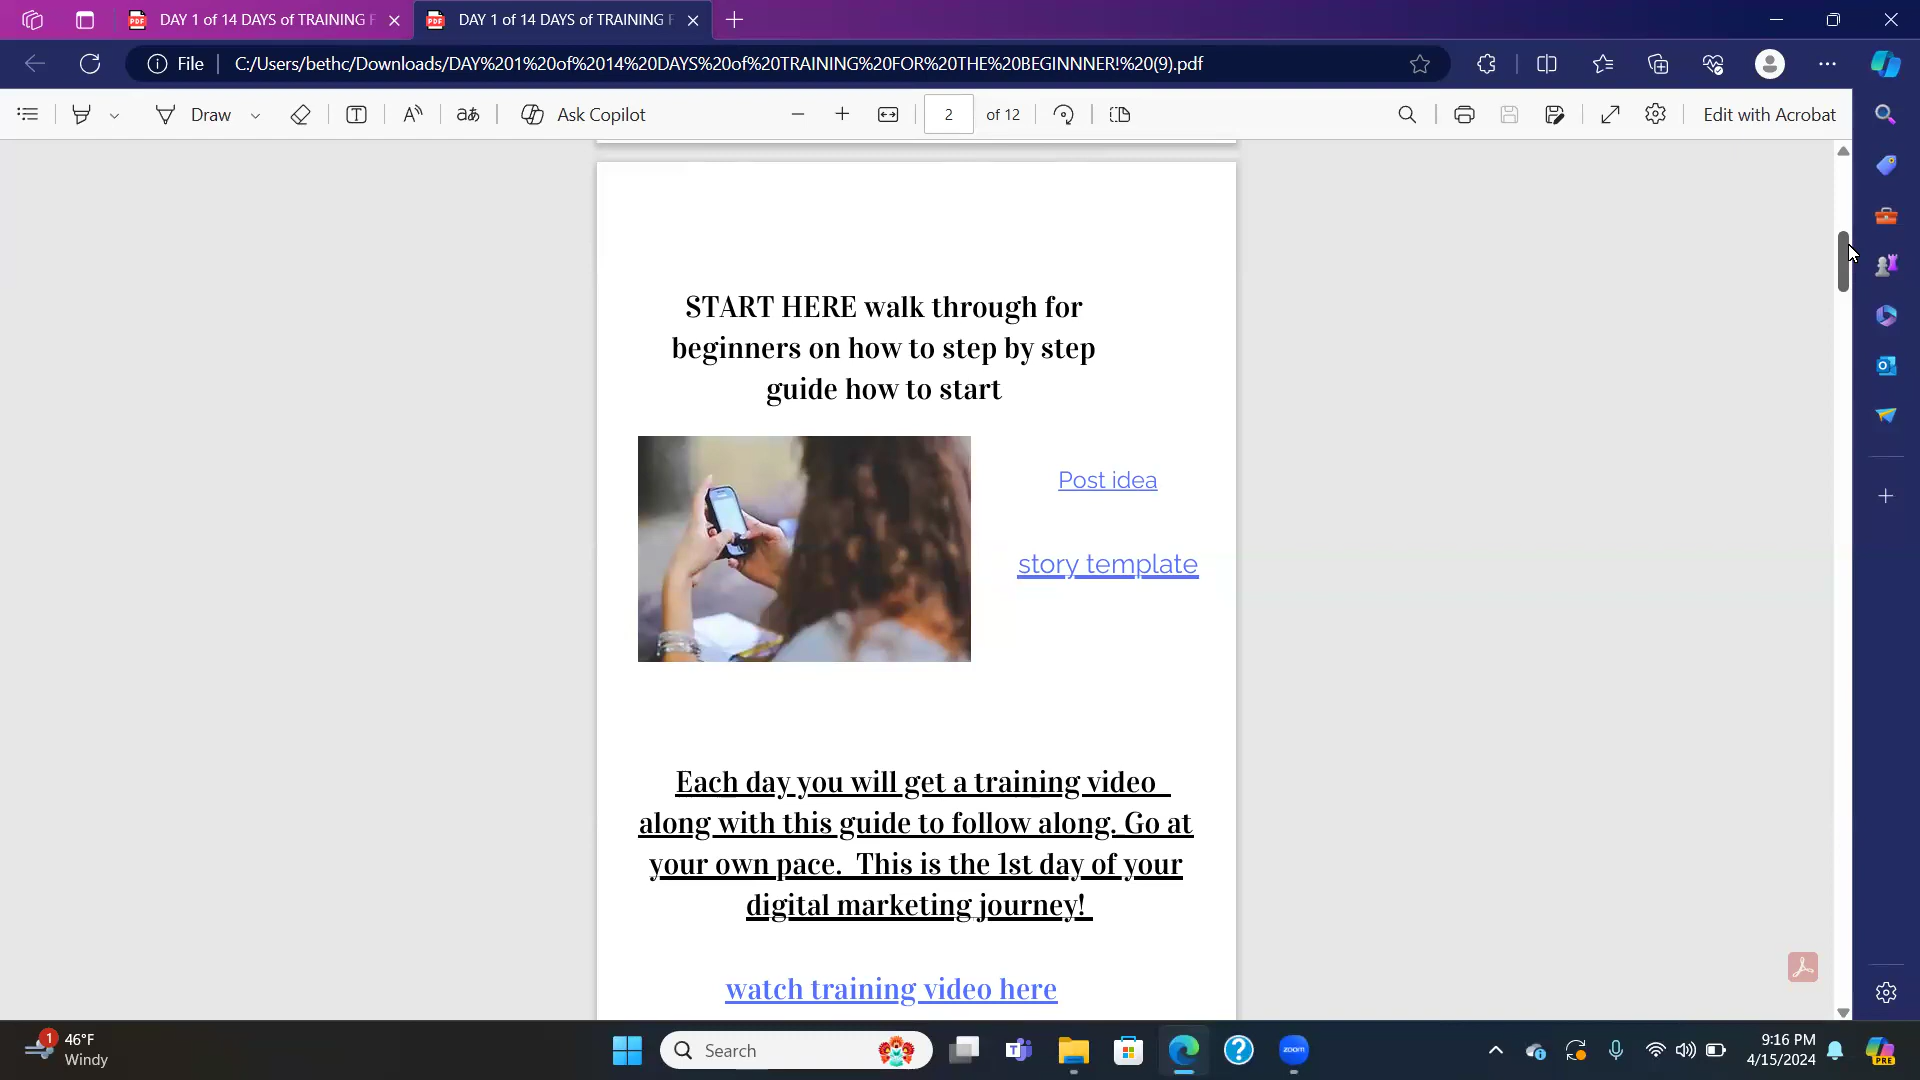 DAY 1 of 14 DAYS of TRAINING F
DAY 1 of 14 DAYS of TRAINING F
File
C:/Users/bethc/Downloads/DAY%201%20of%2014%20DAYS%20of%20TRAINING%20FOR%20THE%20BEGINNNER!%20(9).pdf
Draw
Ask Copilot
2
of 12
Edit with Acrobat
START HERE walk through for
beginners on how to step by step
guide how to start
Post idea
story template
Each day you will get a training video
along with this guide to follow along. Go at
your own pace. This is the 1st day of your
digital marketing journey!
watch training video here
1
46°F
Windy
Search
zoom
9:16 PM
4/15/2024
PRE